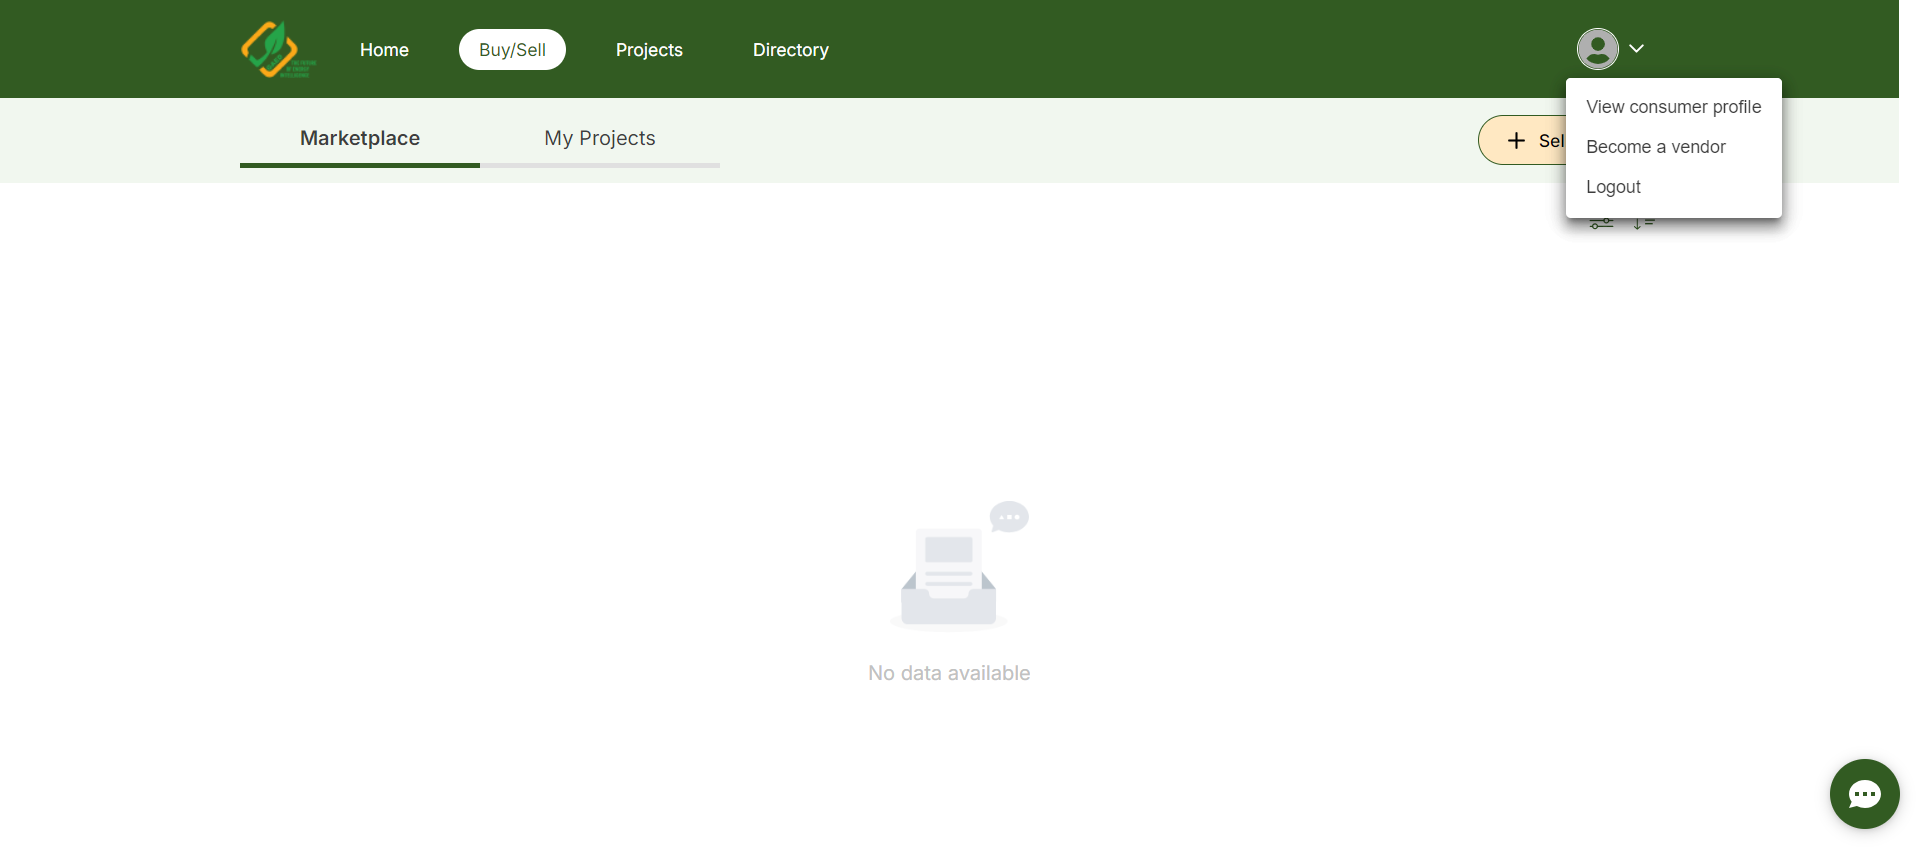 Home
Buy/Sell
Projects
Directory
View consumer profile
Become a vendor
Logout
Marketplace
My Projects
Sel
No data available